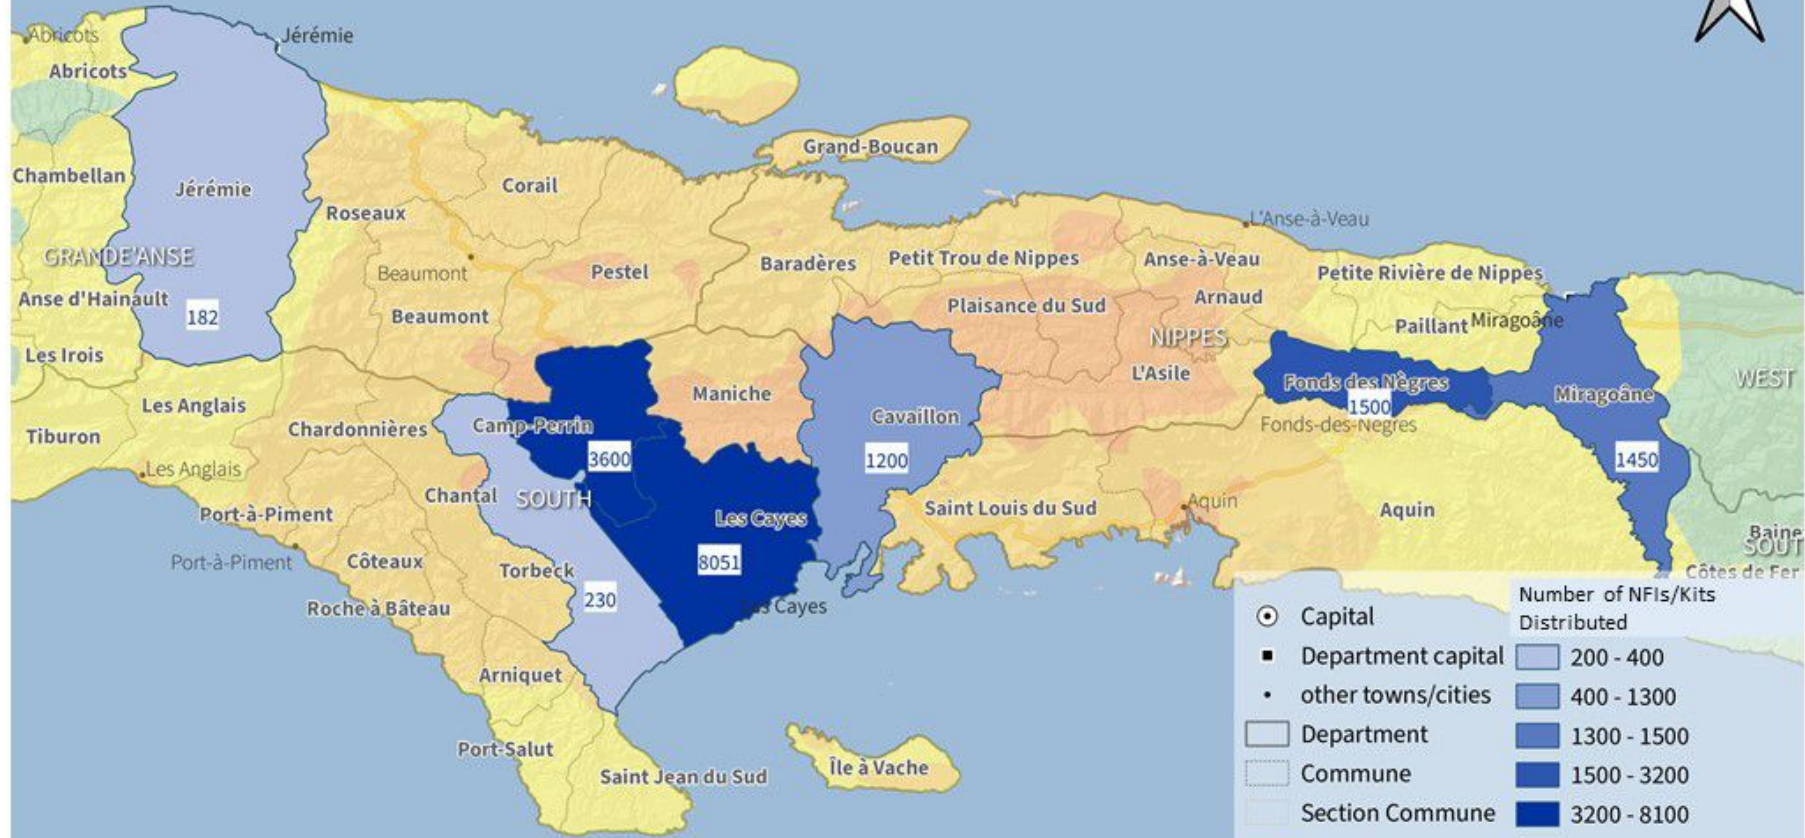 Abricots
Jérémie
Abricots
Grand-Boucan
Chambellan
Jérémie
Corail
Roseaux
L'Anse-à-Veau
GRANDE'ANSE
Beaumont
Pestel
Baradères
Petit Trou de Nippes
Anse-à-Veau
Petite Rivière de Nippes
Anse d'Hainault
182
Beaumont
Plaisance du Sud
Arnaud
NIPPES
Paillant
Miragoâne
Les Irois
L'Asile
Fonds des Nègres
WEST
Les Anglais
Maniche
1500
Miragoâne
Tiburon
Chardonnières
Camp-Perrin
Cavaillon
Fonds-des-Nègres
Les Anglais
3600
1200
1450
Chantal
SOUTH
Port-à-Piment
Les Cayes
Saint Louis du Sud
Aquin
Aquin
Baine
SOUT
Port-à-Piment
Côteaux
Torbeck
8051
Côtes de Fer
Roche à Bâteau
230
Cayes
Arniquet
Port-Salut
Saint Jean du Sud
Île à Vache
Capital
Department capital
other towns/cities
Department
Commune
Section Commune
Number of NFIs/Kits
Distributed
200 - 400
400 - 1300
1300 - 1500
1500 - 3200
3200 - 8100